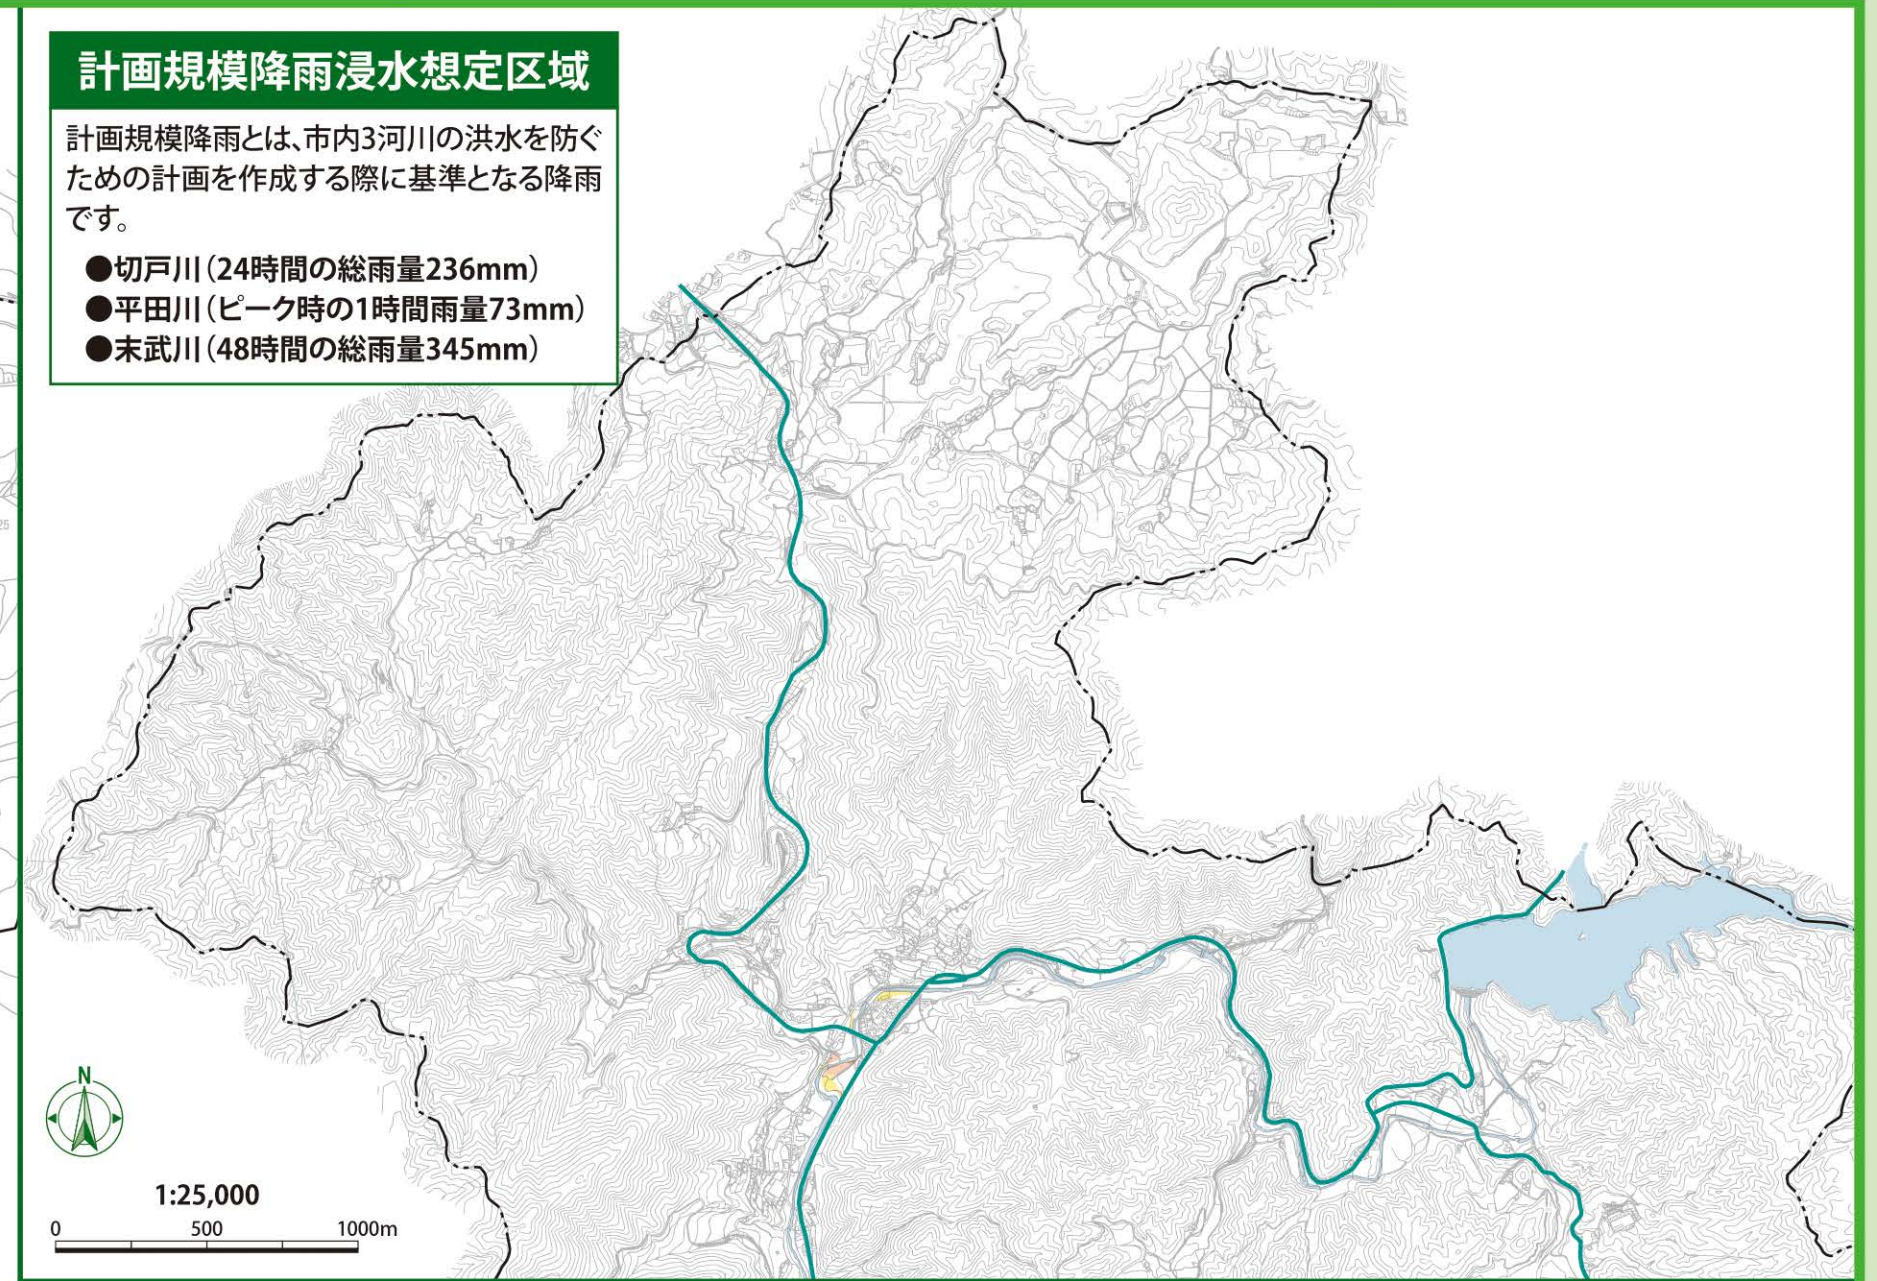 計画規模降雨浸水想定区域
計画規模降雨とは、市内3河川の洪水を防ぐ
ための計画を作成する際に基準となる降雨
です。
●切戸川（24時間の総雨量236mm）
●平田川（ピーク時の1時間雨量73mm）
●末武川（48時間の総雨量345mm）
25
N
1:25,000
0 500 1000m